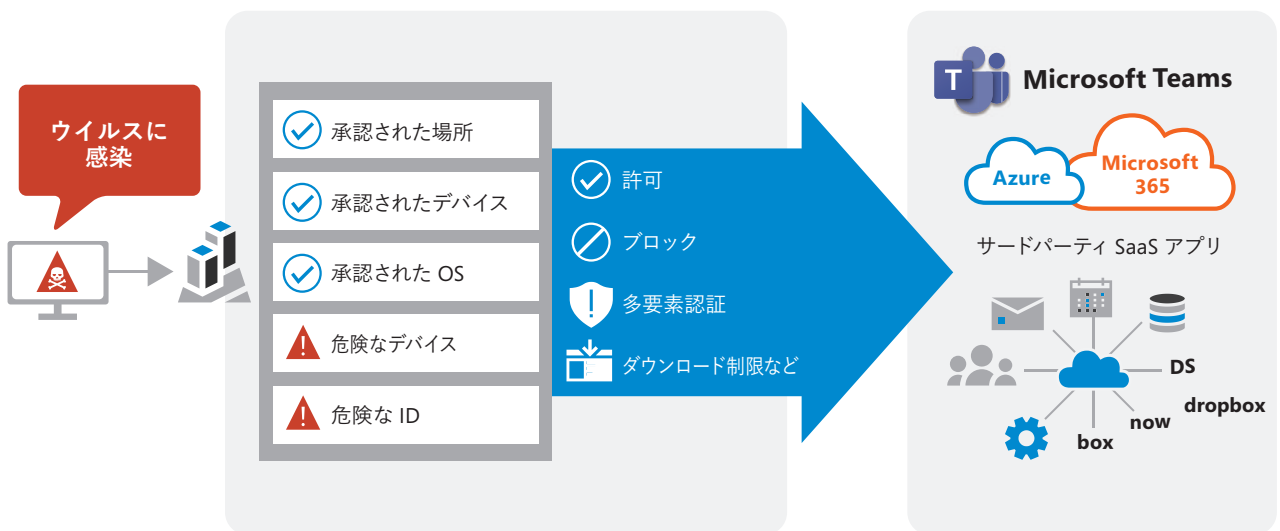 ウイルスに
感染
承認された場所
承認されたデバイス
承認された OS
危険なデバイス
危険な ID
許可
ブロック
多要素認証
ダウンロード制限など
T
Microsoft Teams
Azure
Microsoft
365
サードパーティ SaaS アプリ
DS
dropbox
now
box